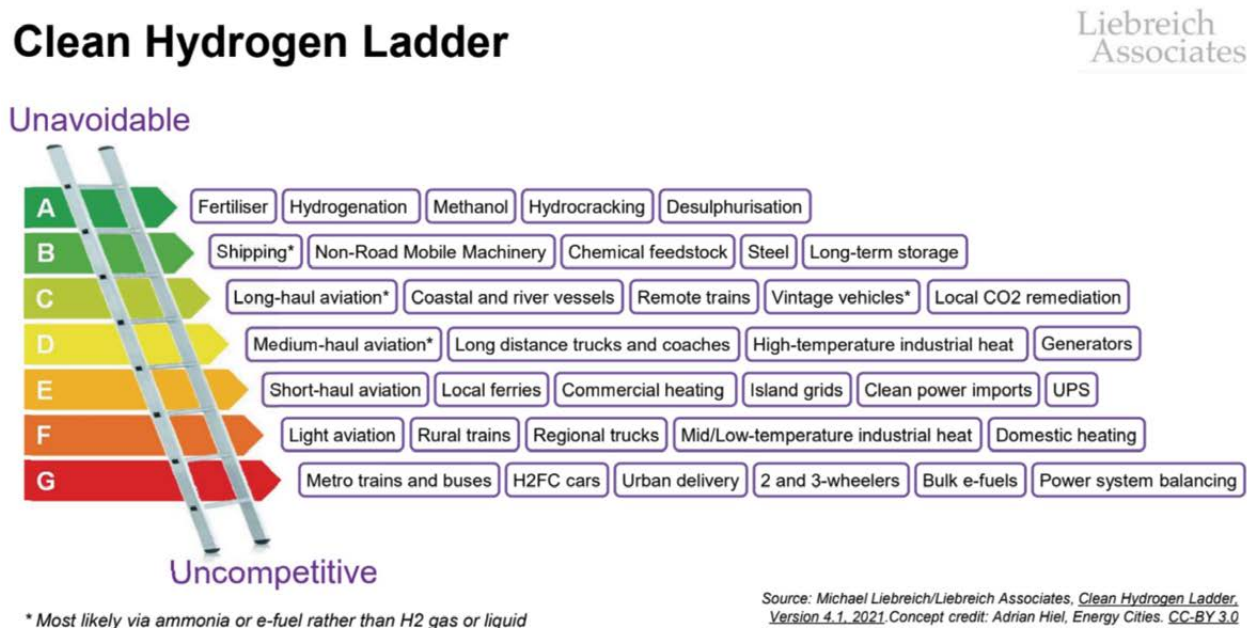 Clean Hydrogen Ladder
Liebreich
Associates
Unavoidable
A Fertiliser Hydrogenation Methanol Hydrocracking Desulphurisation
B Shipping* Non-Road Mobile Machinery Chemical feedstock Steel Long-term storage
C Long-haul aviation* Coastal and river vessels Remote trains Vintage vehicles* Local CO2 remediation
D Medium-haul aviation* Long distance trucks and coaches High-temperature industrial heat Generators
E Short-haul aviation Local ferries Commercial heating Island grids Clean power imports UPS
F Light aviation Rural trains Regional trucks Mid/Low-temperature industrial heat Domestic heating
G Metro trains and buses H2FC cars Urban delivery 2 and 3-wheelers Bulk e-fuels Power system balancing
Uncompetitive
* Most likely via ammonia or e-fuel rather than H2 gas or liquid
Source: Michael Liebreich/Liebreich Associates, Clean Hydrogen Ladder,
Version 4.1, 2021.Concept credit: Adrian Hiel, Energy Cities. CC-BY 3.0